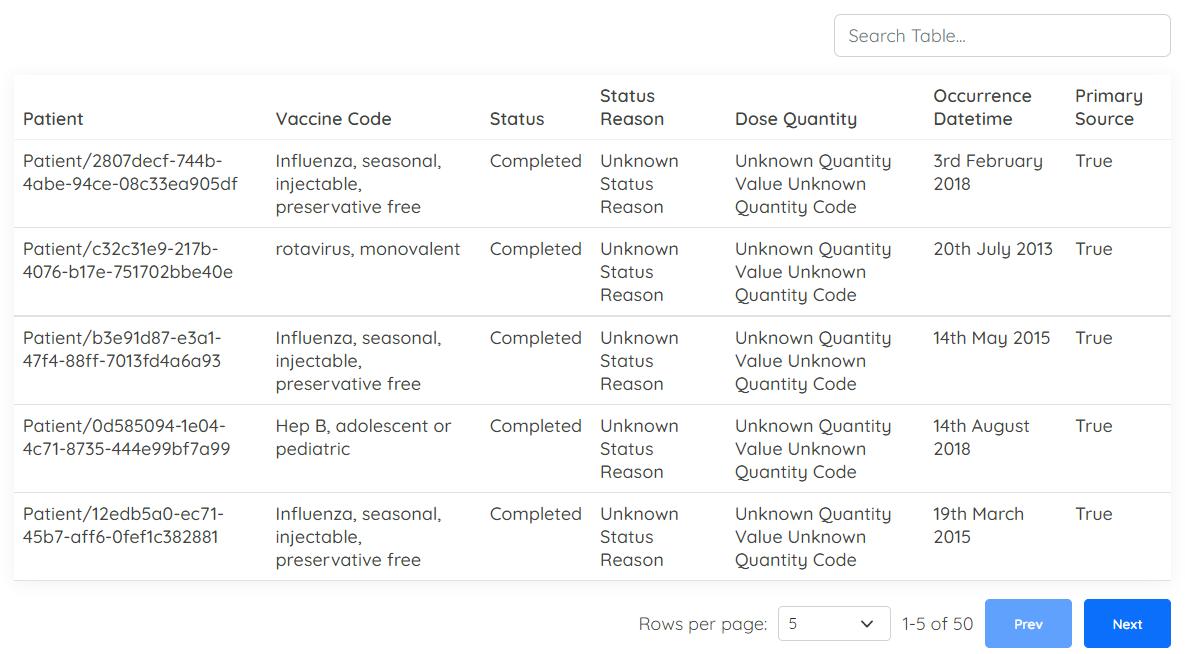 Search Table...
Patient Vaccine Code Status Status Reason Dose Quantity Occurrence Datetime Primary Source
Patient/2807decf-744b- Influenza, seasonal, Completed Unknown Unknown Quantity 3rd February True
4abe-94ce-08c33ea905df injectable, Status Value Unknown 2018
preservative free Reason Quantity Code
Patient/c32c31e9-217b- rotavirus, monovalent Completed Unknown Unknown Quantity 20th July 2013 True
4076-b17e-751702bbe40e Status Value Unknown
Reason Quantity Code
Patient/b3e91d87-e3a1- Influenza, seasonal, Completed Unknown Unknown Quantity 14th May 2015 True
47f4-88ff-7013fd4a6a93 injectable, Status Value Unknown
preservative free Reason Quantity Code
Patient/0d585094-1e04- Hep B, adolescent or Completed Unknown Unknown Quantity 14th August True
4c71-8735-444e99bf7a99 pediatric Status Value Unknown 2018
Reason Quantity Code
Patient/12edb5a0-ec71- Influenza, seasonal, Completed Unknown Unknown Quantity 19th March True
45b7-aff6-0fef1c382881 injectable, Status Value Unknown 2015
preservative free Reason Quantity Code
Rows per page: 5 1-5 of 50 Prev Next